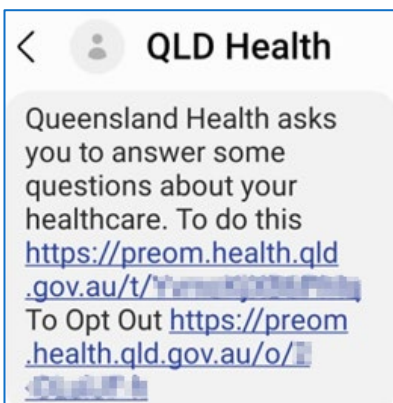 QLD Health
Queensland Health asks
you to answer some
questions about your
healthcare. To do this
https://preom.health.qld
.gov.au/t/
To Opt Out https://preom
.health.qld.gov.au/o/